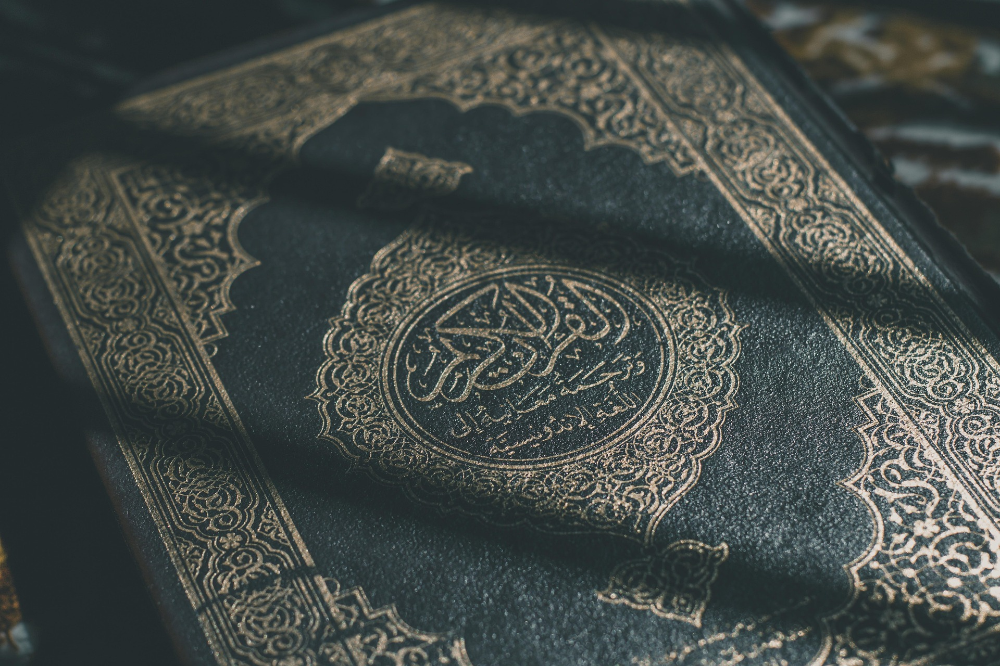 القرآن الكريم
وترجمة معانيه إلى
اللغة الإندونيسية